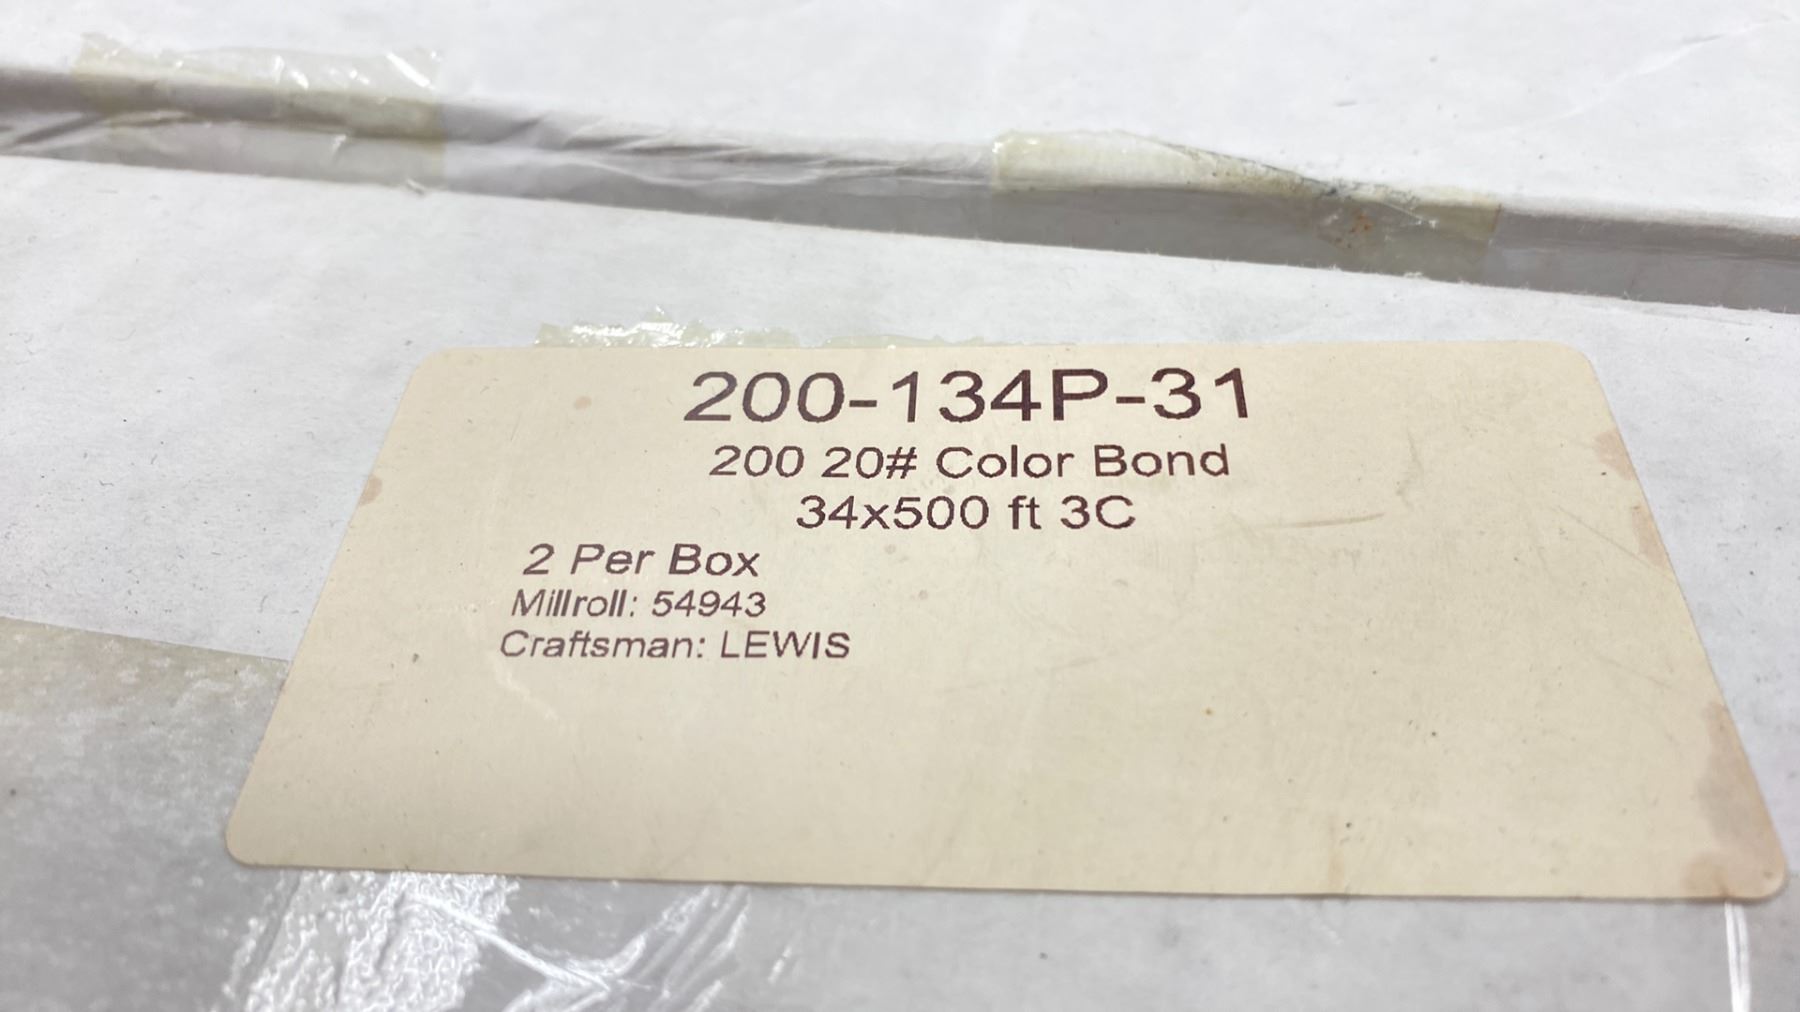 200-134P-31
200 20# Color Bond
34x500 ft 3C
2 Per Box
Millroll: 54943
Craftsman: LEWIS